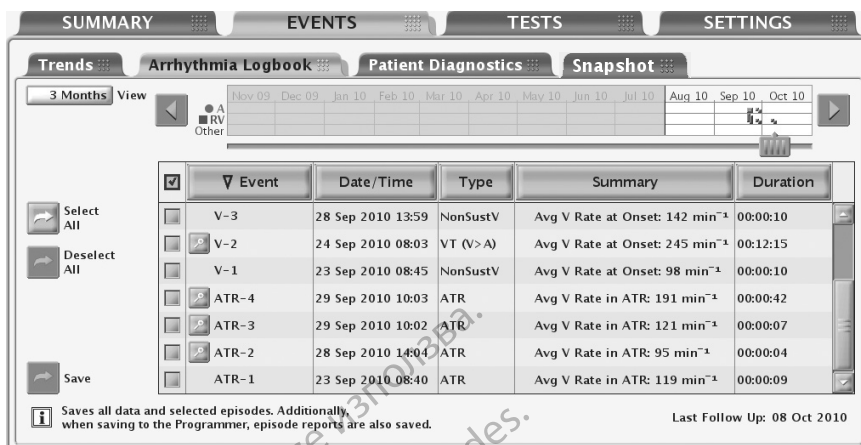 SUMMARY EVENTS TESTS SETTINGS
Trends Arrhythmia Logbook Patient Diagnostics Snapshot
3 Months View
Nov 09 Dec 09 Jan 10 Feb 10 Mar 10 Apr 10 May 10 Jun 10 Jul 10 Aug 10 Sep 10 Oct 10
A
RV
Other
Event Date/Time Type Summary Duration
Select All
Deselect All
Save
V-3 28 Sep 2010 13:59 NonSustV Avg V Rate at Onset: 142 min⁻¹ 00:00:10
V-2 24 Sep 2010 08:03 VT (V>A) Avg V Rate at Onset: 245 min⁻¹ 00:12:15
V-1 23 Sep 2010 08:45 NonSustV Avg V Rate at Onset: 98 min⁻¹ 00:00:10
ATR-4 29 Sep 2010 10:03 ATR Avg V Rate in ATR: 191 min⁻¹ 00:00:42
ATR-3 29 Sep 2010 10:02 ATR Avg V Rate in ATR: 121 min⁻¹ 00:00:07
ATR-2 28 Sep 2010 14:04 ATR Avg V Rate in ATR: 95 min⁻¹ 00:00:04
ATR-1 23 Sep 2010 08:40 ATR Avg V Rate in ATR: 119 min⁻¹ 00:00:09
i Saves all data and selected episodes. Additionally,
when saving to the Programmer, episode reports are also saved.
Last Follow Up: 08 Oct 2010
използва.